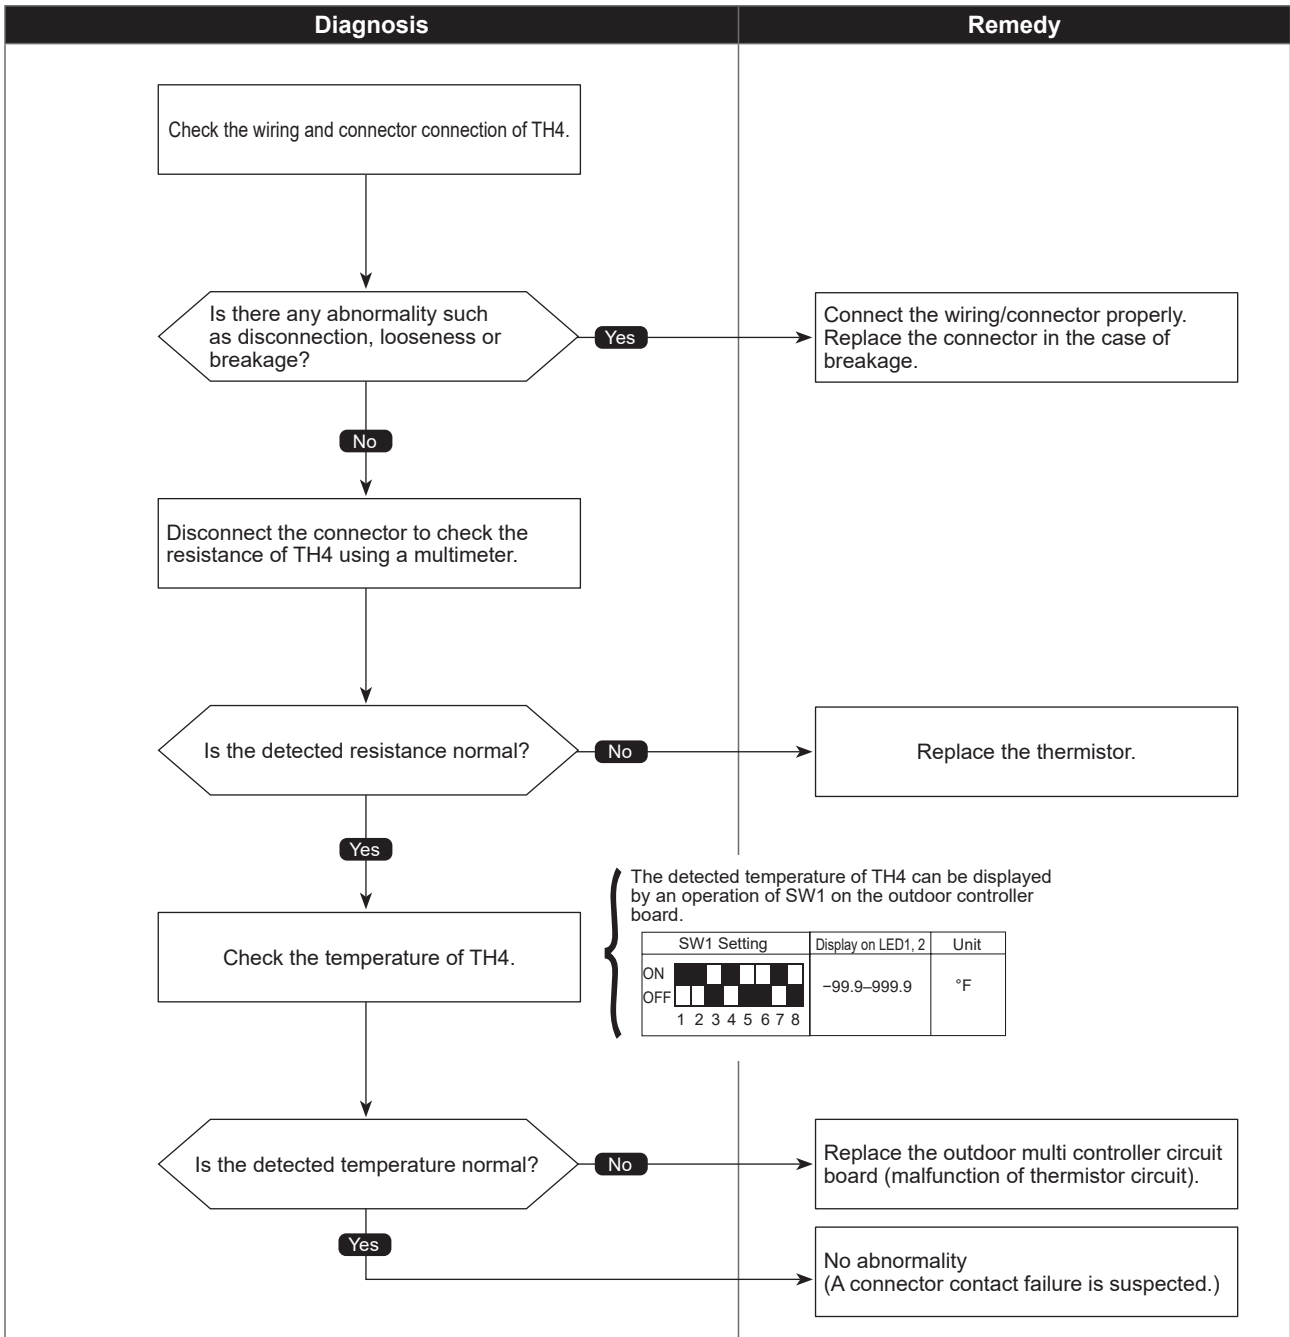 Diagnosis
Remedy
Check the wiring and connector connection of TH4.
Is there any abnormality such
as disconnection, looseness or
breakage?
Yes
Connect the wiring/connector properly.
Replace the connector in the case of
breakage.
No
Disconnect the connector to check the
resistance of TH4 using a multimeter.
Is the detected resistance normal?
No
Replace the thermistor.
Yes
Check the temperature of TH4.
The detected temperature of TH4 can be displayed
by an operation of SW1 on the outdoor controller
board.
SW1 Setting
Display on LED1, 2
Unit
ON
OFF
1 2 3 4 5 6 7 8
−99.9–999.9
°F
Is the detected temperature normal?
No
Replace the outdoor multi controller circuit
board (malfunction of thermistor circuit).
Yes
No abnormality
(A connector contact failure is suspected.)